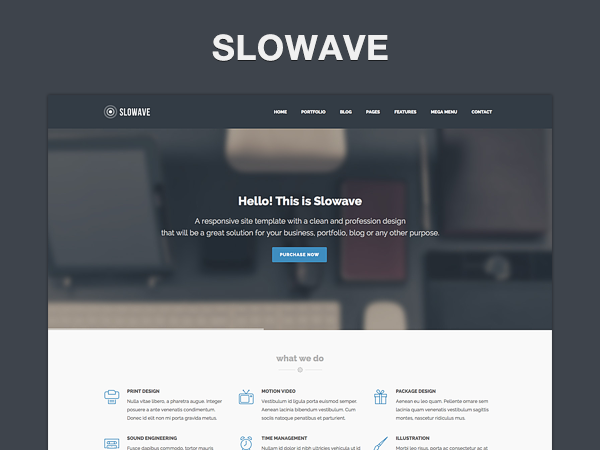 SLOWAVE
SLOWAVE
HOME PORTFOLIO BLOG PAGES FEATURES MEGA MENU CONTACT
Hello! This is Slowave
A responsive site template with a clean and profession design
that will be a great solution for your business, portfolio, blog or any other purpose.
PURCHASE NOW
what we do
PRINT DESIGN
Nulla vitae libero, a pharetra augue. Integer
posuere a ante venenatis condimentum.
Donec id elit non mi porta gravida metus.
MOTION VIDEO
Vestibulum id ligula porta euismod semper
Aenean lacinia bibendum vestibulum. Cum
sociis natoque penatibus et parturient.
PACKAGE DESIGN
Aenean eu leo quam. Pellente ornare sem
lacinia quam venenatis vestibulum sagittis
montes, nascetur ridiculus mus.
SOUND ENGINEERING
Fusce dapibus commodo, tortor mauris
TIME MANAGEMENT
Nullam id dolor id nibh ultricies vehicula ut id
ILLUSTRATION
Morbi leo risus, porta ac consectetur ac at